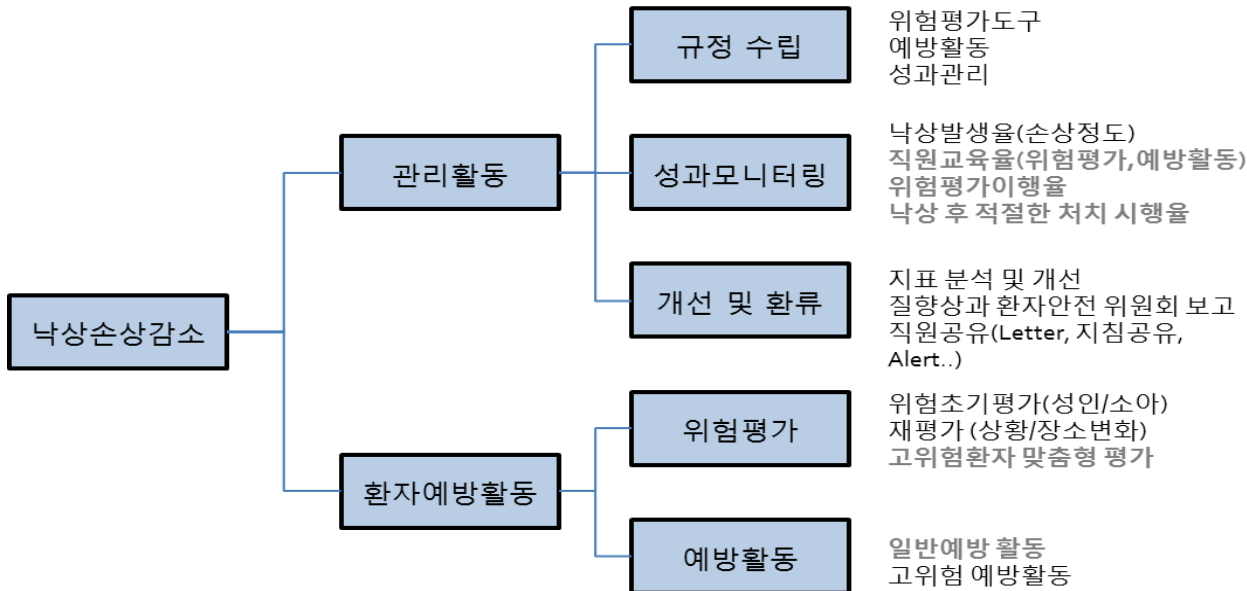 낙상손상감소
관리활동
규정 수립
위험평가도구
예방활동
성과관리
성과모니터링
낙상발생율(손상정도)
직원교육율(위험평가,예방활동)
위험평가이행율
낙상 후 적절한 처치 시행율
개선 및 환류
지표 분석 및 개선
질향상과 환자안전 위원회 보고
직원공유(Letter, 지침공유,
Alert..)
환자예방활동
위험평가
위험초기평가(성인/소아)
재평가 (상황/장소변화)
고위험환자 맞춤형 평가
예방활동
일반예방 활동
고위험 예방활동